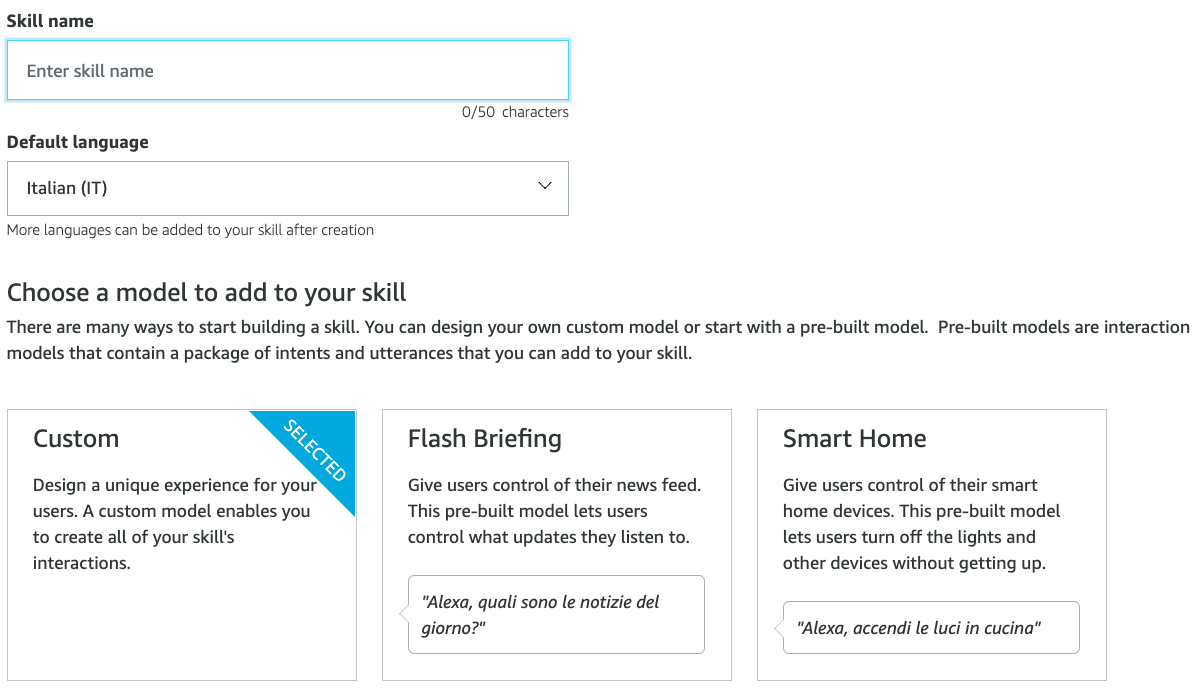 Skill name
Enter skill name
0/50 characters
Default language
Italian (IT)
More languages can be added to your skill after creation
Choose a model to add to your skill
There are many ways to start building a skill. You can design your own custom model or start with a pre-built model. Pre-built models are interaction
models that contain a package of intents and utterances that you can add to your skill.
Custom
SELECTED
Design a unique experience for your
users. A custom model enables you
to create all of your skill's
interactions.
Flash Briefing
Give users control of their news feed.
This pre-built model lets users
control what updates they listen to.
"Alexa, quali sono le notizie del
giorno?"
Smart Home
Give users control of their smart
home devices. This pre-built model
lets users turn off the lights and
other devices without getting up.
"Alexa, accendi le luci in cucina"